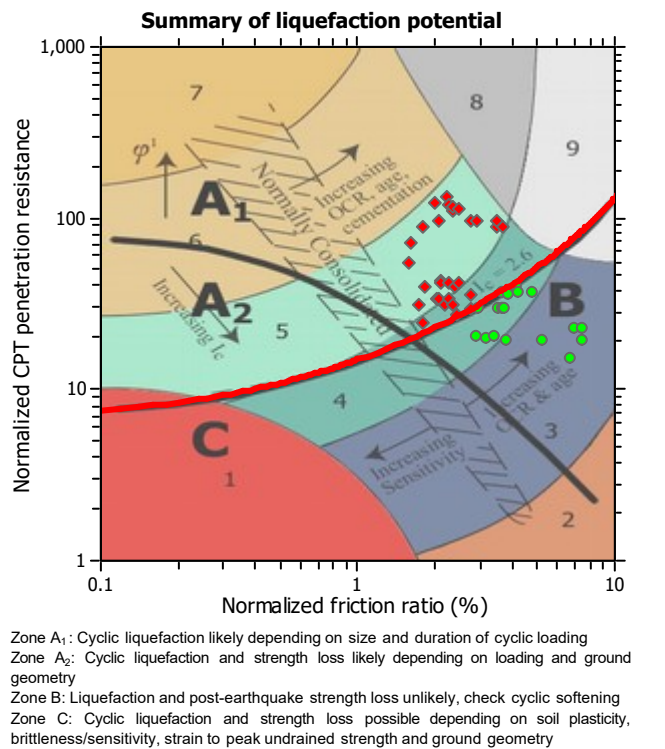 Summary of liquefaction potential
1,000
7
8
9
φ'
Increasing
OCR, age,
cementation
Normally Consolidated
A1
100
6
Ic = 2.6
A2
Increasing Ic
B
5
10
4
Increasing
OCR & age
C
3
Increasing
Sensitivity
1
2
1
0.1
1
10
Normalized CPT penetration resistance
Normalized friction ratio (%)
Zone A1: Cyclic liquefaction likely depending on size and duration of cyclic loading
Zone A2: Cyclic liquefaction and strength loss likely depending on loading and ground
geometry
Zone B: Liquefaction and post-earthquake strength loss unlikely, check cyclic softening
Zone C: Cyclic liquefaction and strength loss possible depending on soil plasticity,
brittleness/sensitivity, strain to peak undrained strength and ground geometry